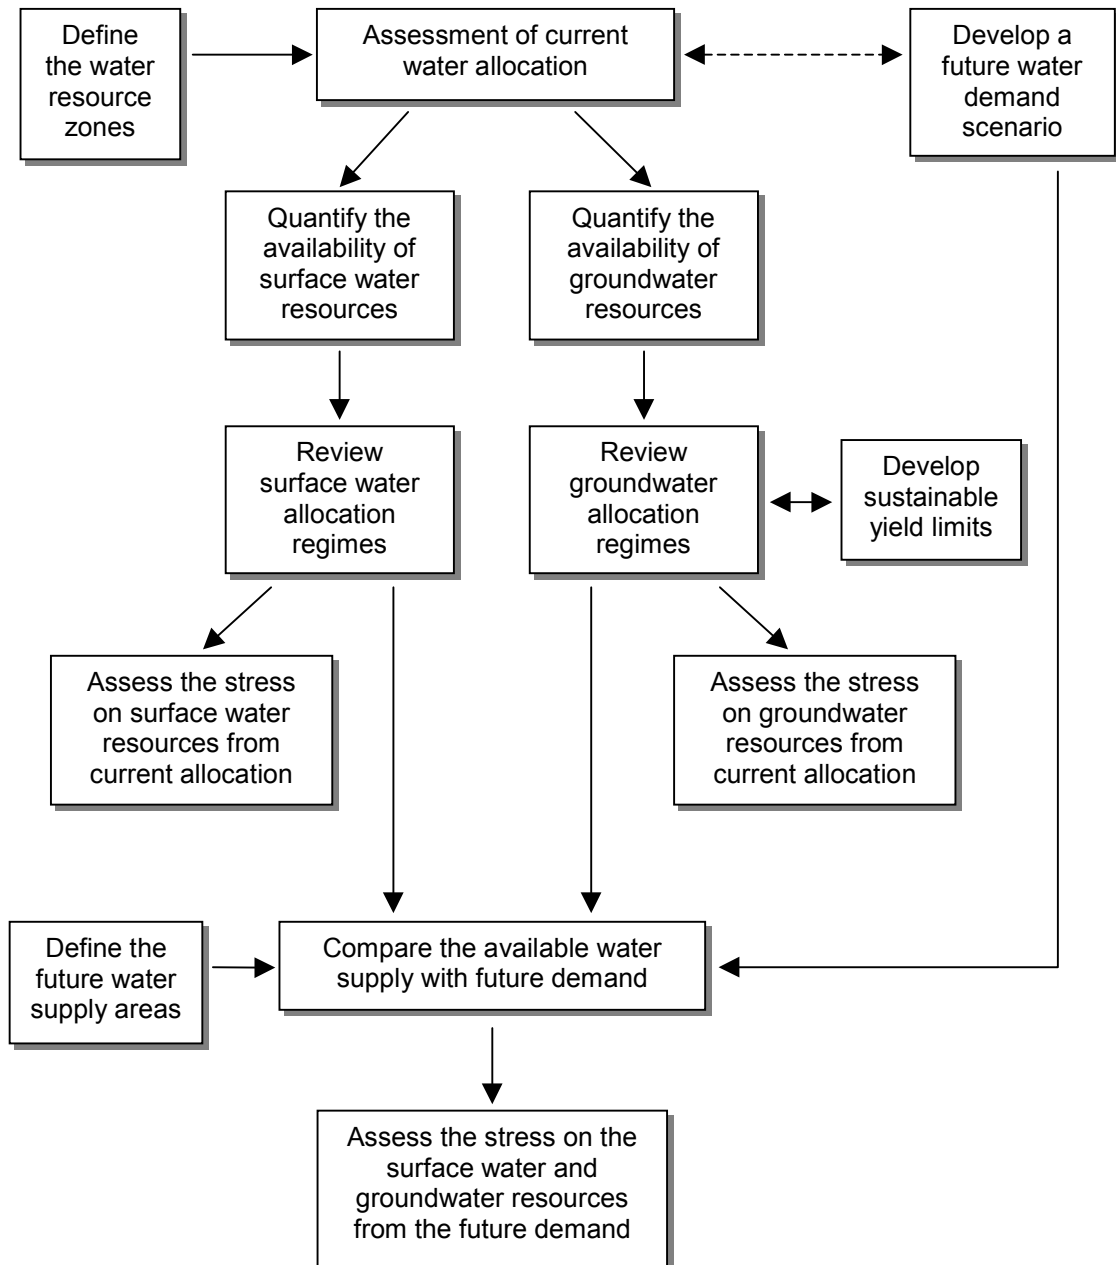 Define
the water
resource
zones
Assessment of current
water allocation
Develop a
future water
demand
scenario
Quantify the
availability of
surface water
resources
Quantify the
availability of
groundwater
resources
Review
surface water
allocation
regimes
Review
groundwater
allocation
regimes
Develop
sustainable
yield limits
Assess the stress
on surface water
resources from
current allocation
Assess the stress
on groundwater
resources from
current allocation
Define the
future water
supply areas
Compare the available water
supply with future demand
Assess the stress on the
surface water and
groundwater resources
from the future demand